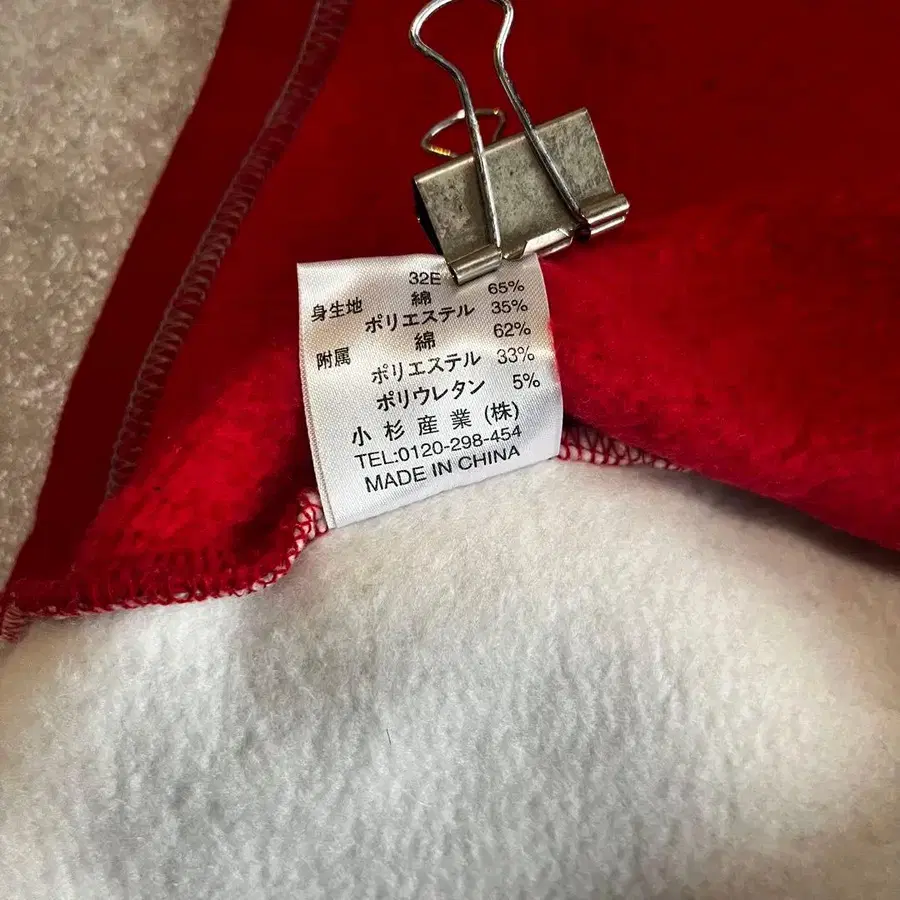 32E
身生地 綿 65%
ポリエステル 35%
附属 綿 62%
ポリエステル 33%
ポリウレタン 5%
小杉産業(株)
TEL:0120-298-454
MADE IN CHINA